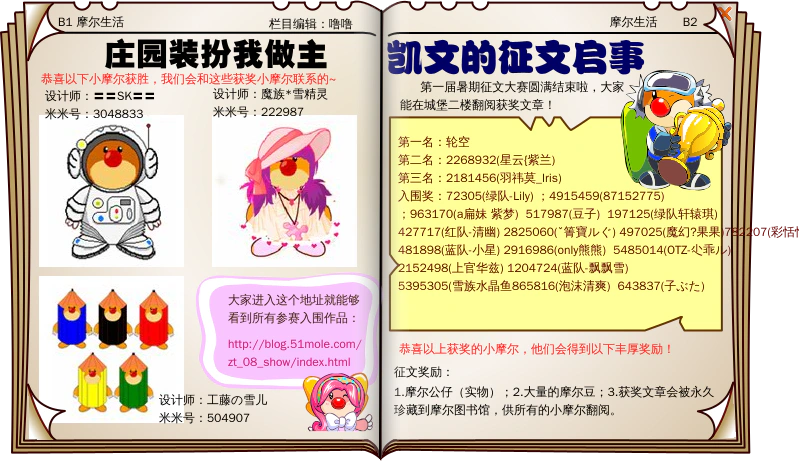 B1 摩尔生活
栏目编辑：噜噜
庄园装扮我做主
恭喜以下小摩尔获胜，我们会和这些获奖小摩尔联系的~
设计师：〓〓SK〓〓
米米号：3048833
设计师：魔族*雪精灵
米米号：222987
大家进入这个地址就能够
看到所有参赛入围作品：
http://blog.51mole.com/
zt_08_show/index.html
设计师：工藤の雪儿
米米号：504907
摩尔生活 B2
凯文的征文启事
第一届暑期征文大赛圆满结束啦，大家
能在城堡二楼翻阅获奖文章！
第一名：轮空
第二名：2268932(星云(紫兰)
第三名：2181456(羽祎莫_Iris)
入围奖：72305(绿队-Lily) ；4915459(87152775)
；963170(a扁妹 紫梦) 517987(豆子) 197125(绿队轩辕琪)
427717(红队-清幽) 2825060(ˇ箐寶ルぐ) 497025(魔幻?果果)
481898(蓝队-小星) 2916986(only熊熊) 5485014(OTZ-尐乖ル)
2152498(上官华兹) 1204724(蓝队-飘飘雪)
5395305(雪族水晶鱼865816(泡沫清爽) 643837(子ぶた)
恭喜以上获奖的小摩尔，他们会得到以下丰厚奖励！
征文奖励：
1.摩尔公仔（实物）；2.大量的摩尔豆；3.获奖文章会被永久
珍藏到摩尔图书馆，供所有的小摩尔翻阅。